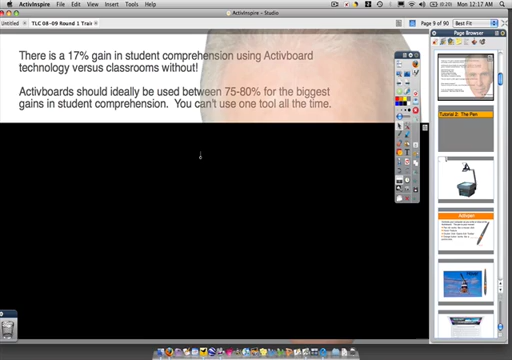 ActivInspire File Edit View Insert Tools Help
Mon 12:17 AM
ActivInspire - Studio
Untitled TLC 08-09 Round 1 Train
Page 9 of 90 Best Fit
Page Browser
There is a 17% gain in student comprehension using Activboard
technology versus classrooms without!
Activboards should ideally be used between 75-80% for the biggest
gains in student comprehension. You can't use one tool all the time.
Tutorial 2: The Pen
Activpen